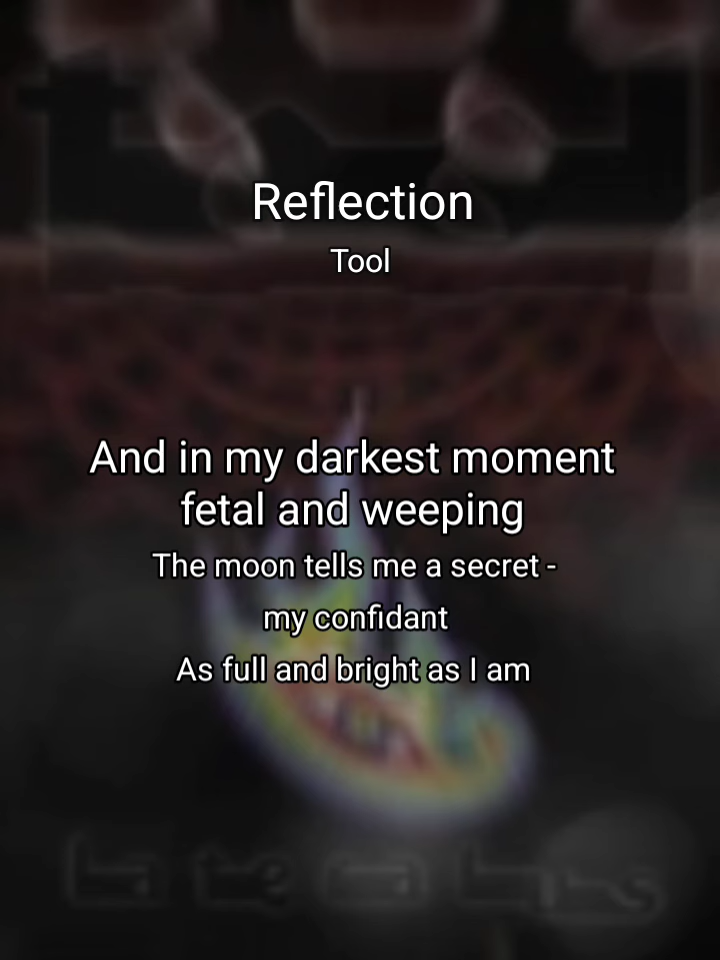 Reflection
Tool
And in my darkest moment
fetal and weeping
The moon tells me a secret -
my confidant
As full and bright as I am